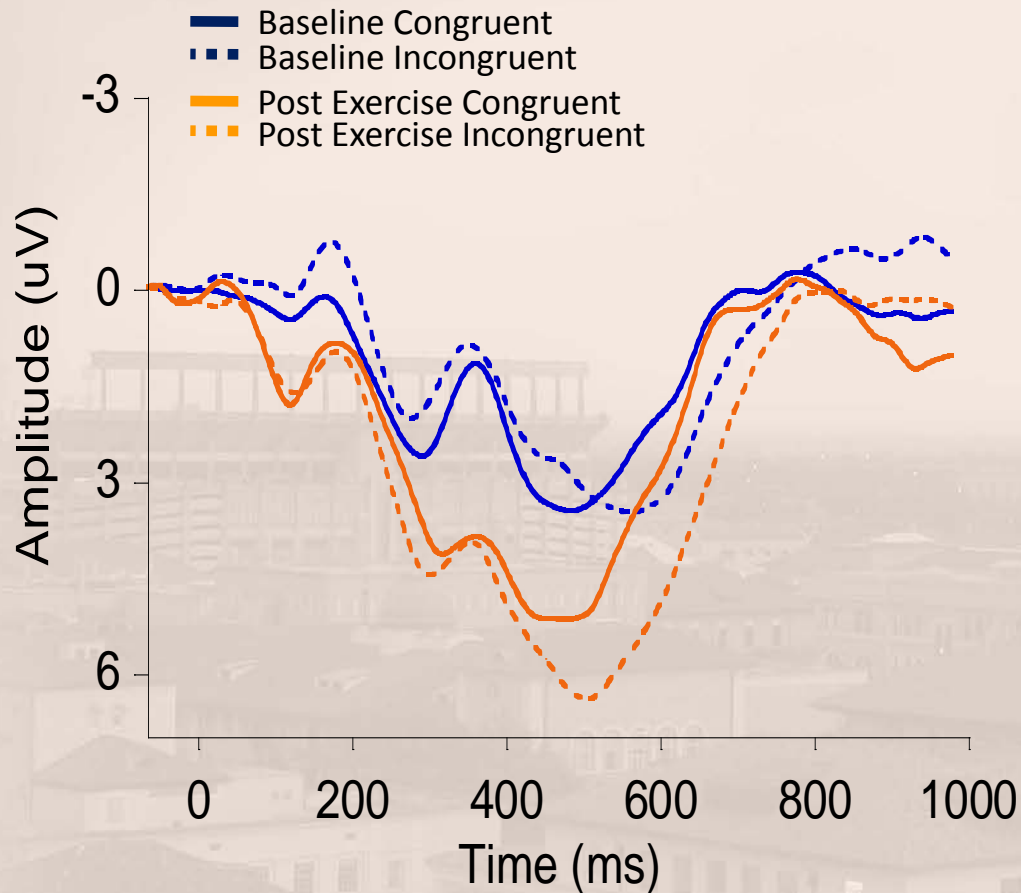 Baseline Congruent
Baseline Incongruent
Post Exercise Congruent
Post Exercise Incongruent
-3
0
3
6
Amplitude (uV)
0 200 400 600 800 1000
Time (ms)